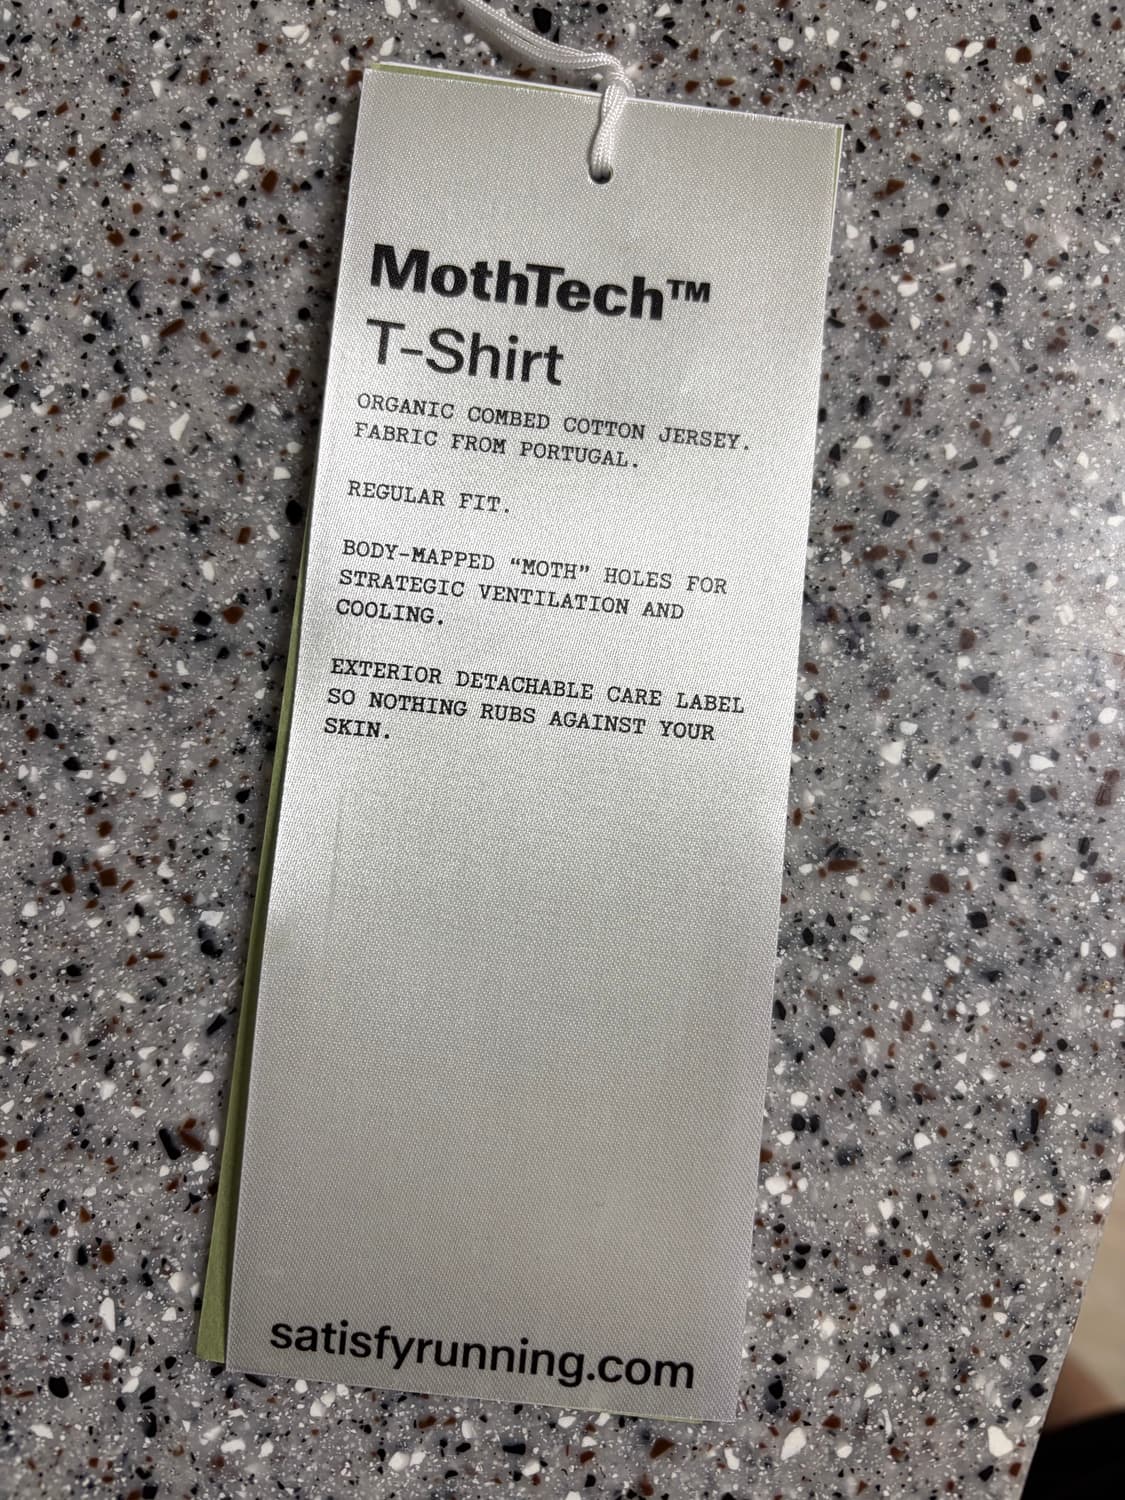 MothTech™
T-Shirt
ORGANIC COMBED COTTON JERSEY.
FABRIC FROM PORTUGAL.
REGULAR FIT.
BODY-MAPPED “MOTH” HOLES FOR
STRATEGIC VENTILATION AND
COOLING.
EXTERIOR DETACHABLE CARE LABEL
SO NOTHING RUBS AGAINST YOUR
SKIN.
satisfyrunning.com